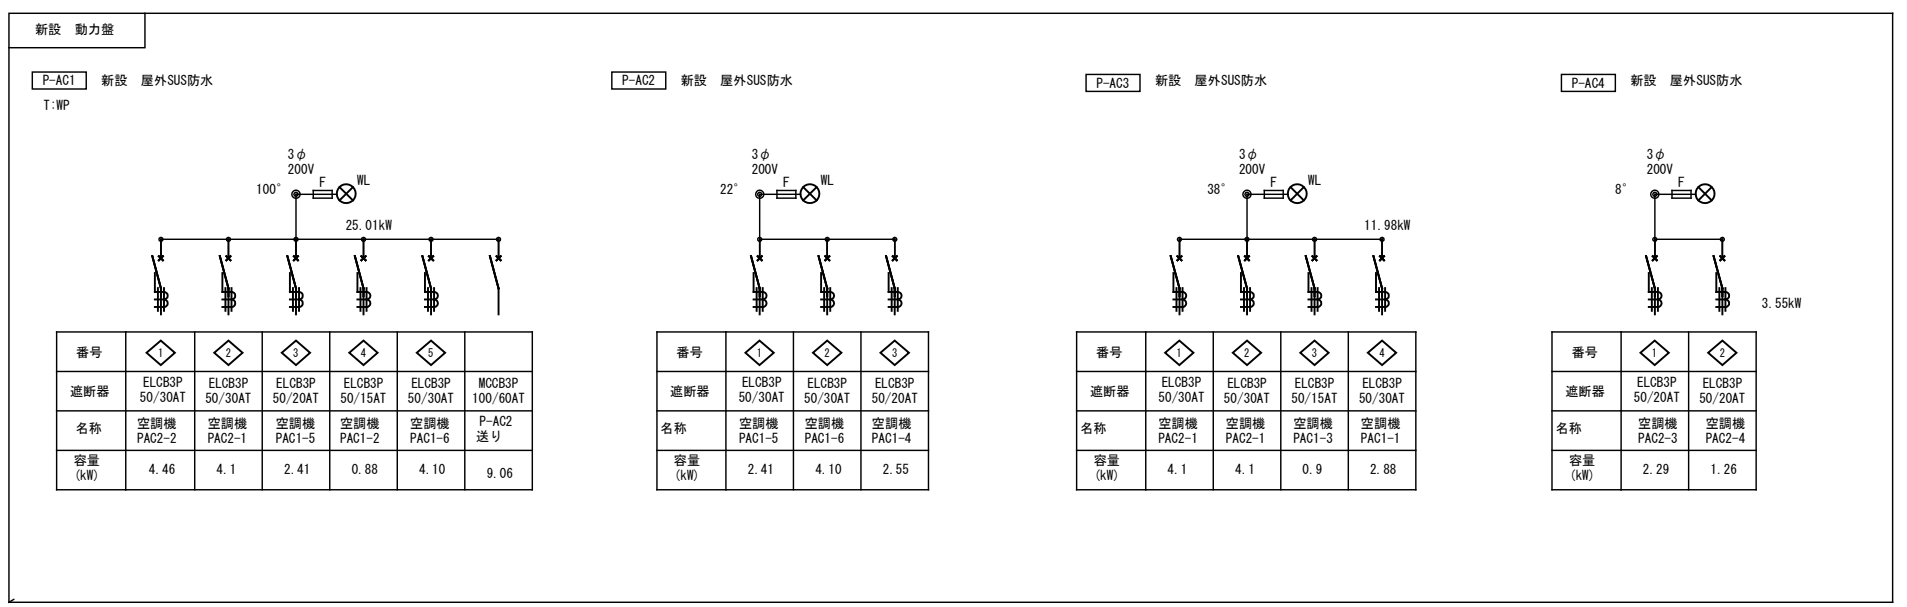 新設 動力盤
P-AC1 新設 屋外SUS防水
T:WP
3φ
200V
100°
F
WL
25.01kW
番号 1 2 3 4 5
遮断器 ELCB3P 50/30AT ELCB3P 50/30AT ELCB3P 50/20AT ELCB3P 50/15AT ELCB3P 50/30AT MCCB3P 100/60AT
名称 空調機 PAC2-2 空調機 PAC2-1 空調機 PAC1-5 空調機 PAC1-2 空調機 PAC1-6 P-AC2 送り
容量 (kW) 4.46 4.1 2.41 0.88 4.10 9.06
P-AC2 新設 屋外SUS防水
3φ
200V
22°
F
WL
番号 1 2 3
遮断器 ELCB3P 50/30AT ELCB3P 50/30AT ELCB3P 50/20AT
名称 空調機 PAC1-5 空調機 PAC1-6 空調機 PAC1-4
容量 (kW) 2.41 4.10 2.55
P-AC3 新設 屋外SUS防水
3φ
200V
38°
F
WL
11.98kW
番号 1 2 3 4
遮断器 ELCB3P 50/30AT ELCB3P 50/30AT ELCB3P 50/15AT ELCB3P 50/30AT
名称 空調機 PAC2-1 空調機 PAC2-1 空調機 PAC1-3 空調機 PAC1-1
容量 (kW) 4.1 4.1 0.9 2.88
P-AC4 新設 屋外SUS防水
3φ
200V
8°
F
3.55kW
番号 1 2
遮断器 ELCB3P 50/20AT ELCB3P 50/20AT
名称 空調機 PAC2-3 空調機 PAC2-4
容量 (kW) 2.29 1.26